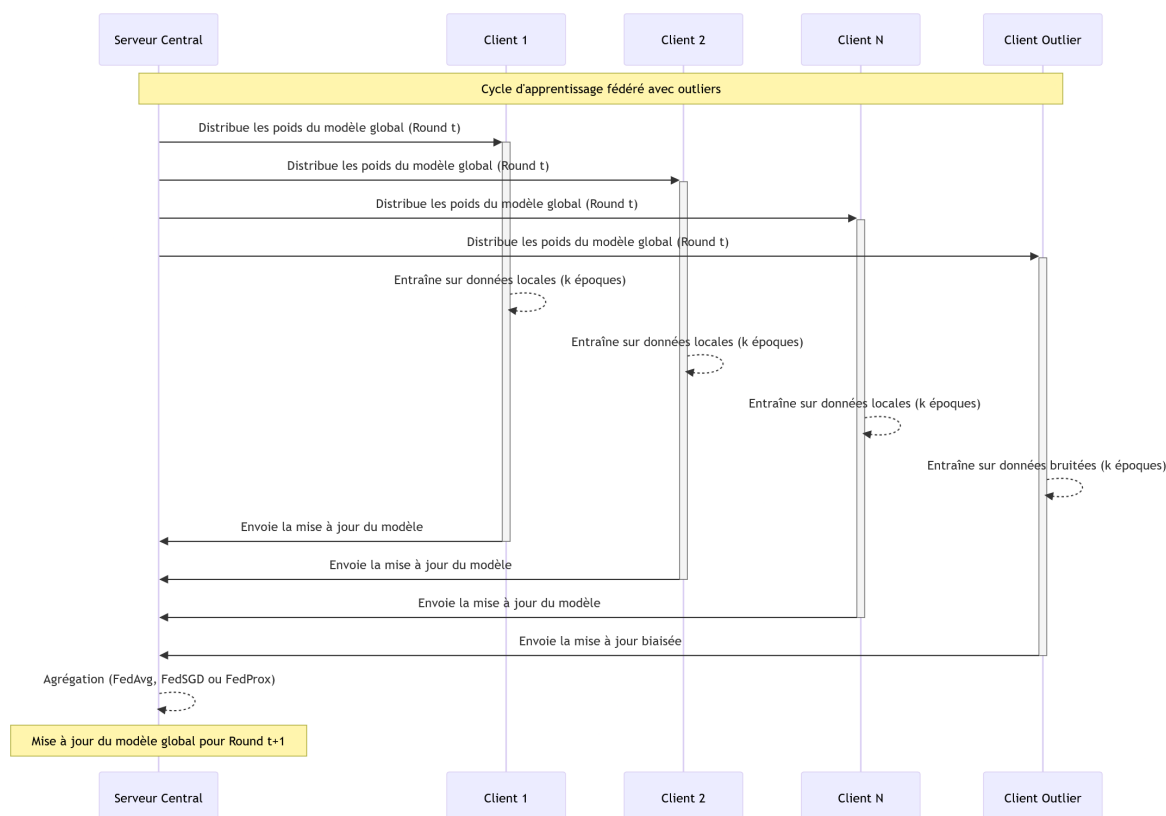 Serveur Central
Client 1
Client 2
Client N
Client Outlier
Cycle d'apprentissage fédéré avec outliers
Distribue les poids du modèle global (Round t)
Distribue les poids du modèle global (Round t)
Distribue les poids du modèle global (Round t)
Distribue les poids du modèle global (Round t)
Entraîne sur données locales (k époques)
Entraîne sur données locales (k époques)
Entraîne sur données locales (k époques)
Entraîne sur données bruitées (k époques)
Envoie la mise à jour du modèle
Envoie la mise à jour du modèle
Envoie la mise à jour du modèle
Envoie la mise à jour biaisée
Agrégation (FedAvg, FedSGD ou FedProx)
Mise à jour du modèle global pour Round t+1
Serveur Central
Client 1
Client 2
Client N
Client Outlier